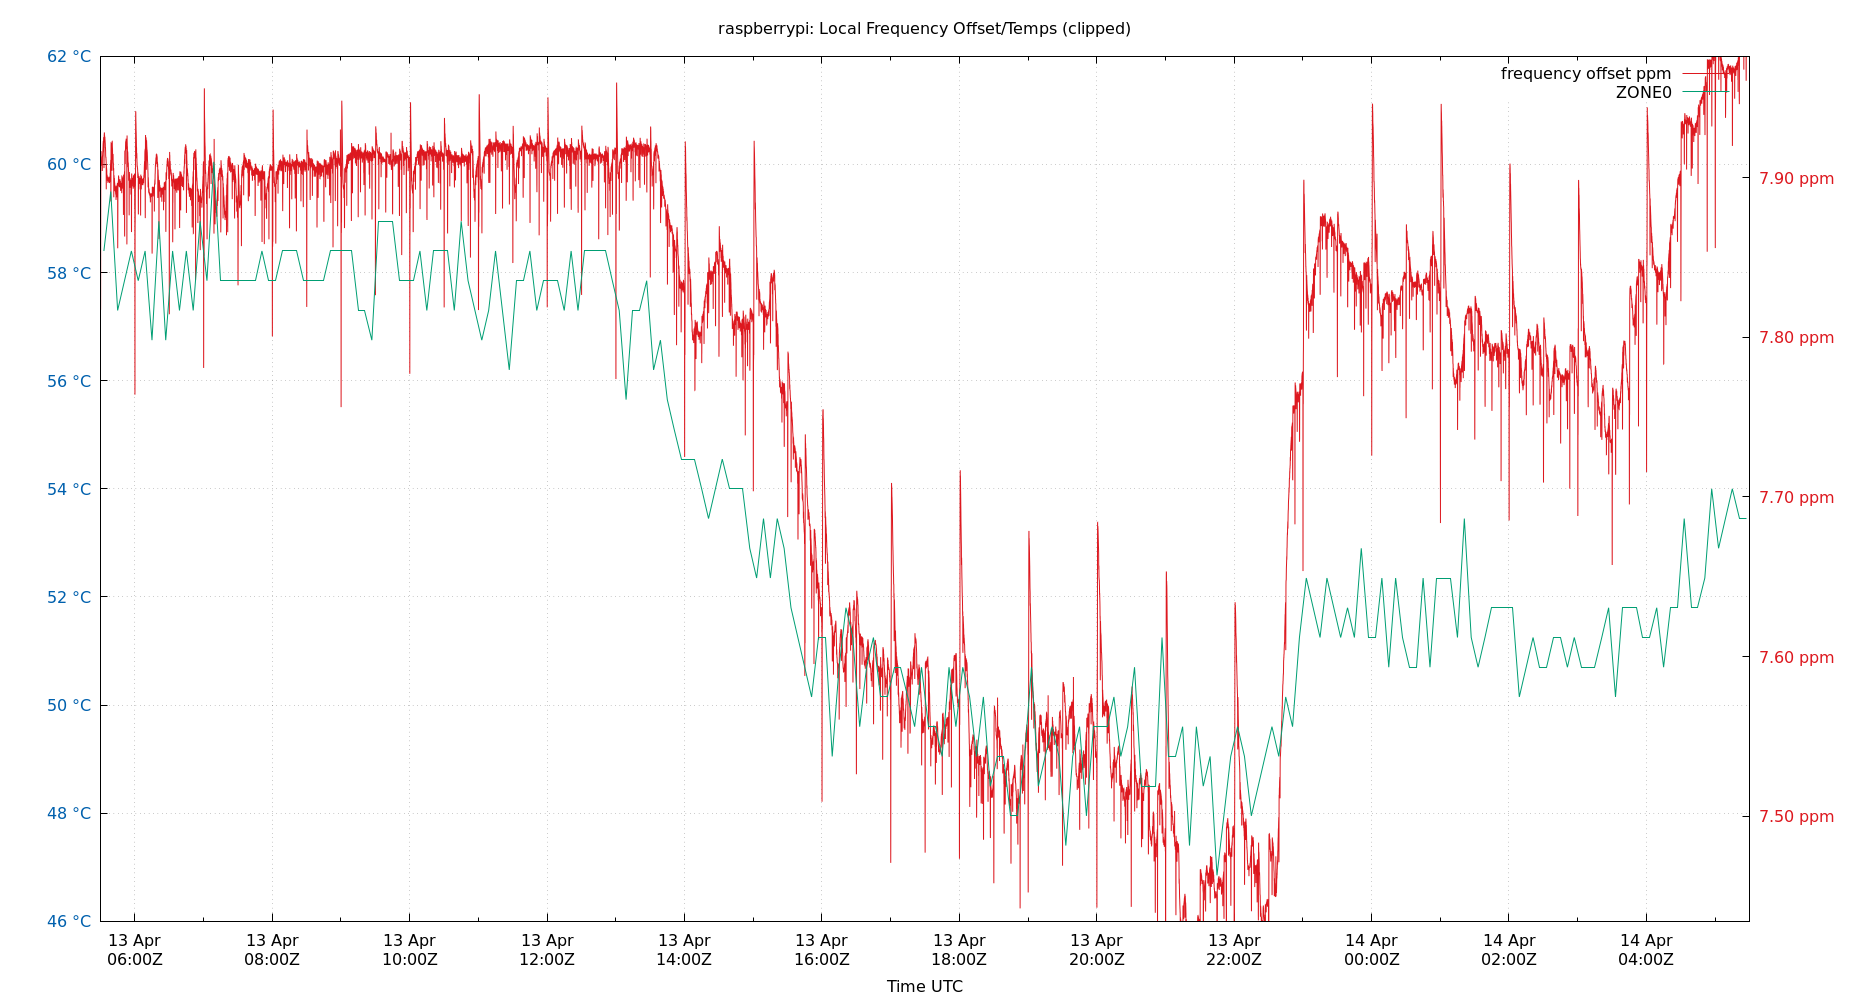 raspberrypi: Local Frequency Offset/Temps (clipped)
62 °C
60 °C
58 °C
56 °C
54 °C
52 °C
50 °C
48 °C
46 °C
frequency offset ppm
ZONE0
7.90 ppm
7.80 ppm
7.70 ppm
7.60 ppm
7.50 ppm
13 Apr
06:00Z
13 Apr
08:00Z
13 Apr
10:00Z
13 Apr
12:00Z
13 Apr
14:00Z
13 Apr
16:00Z
13 Apr
18:00Z
13 Apr
20:00Z
13 Apr
22:00Z
14 Apr
00:00Z
14 Apr
02:00Z
14 Apr
04:00Z
Time UTC